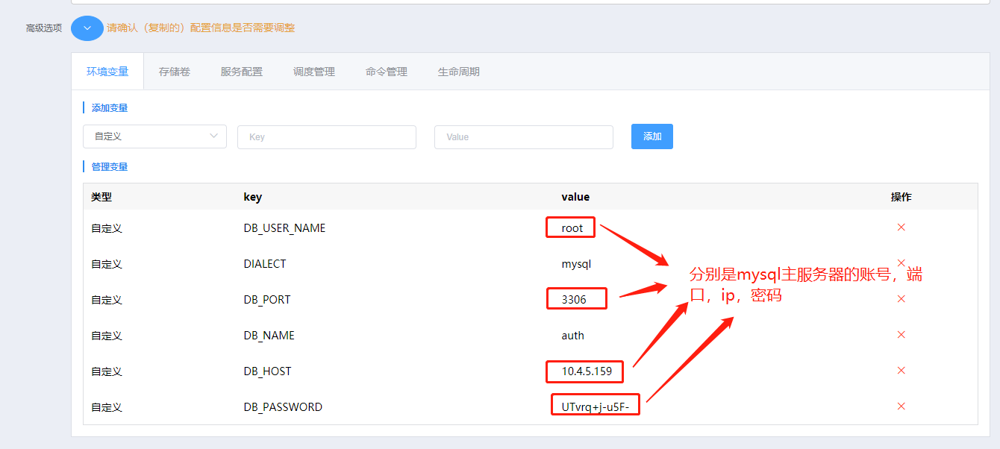 高级选项
请确认（复制的）配置信息是否需要调整
环境变量 存储卷 服务配置 调度管理 命令管理 生命周期
添加变量
自定义 Key Value 添加
管理变量
类型 key value 操作
自定义 DB_USER_NAME root
自定义 DIALECT mysql
自定义 DB_PORT 3306
自定义 DB_NAME auth
自定义 DB_HOST 10.4.5.159
自定义 DB_PASSWORD UTvrq+j-u5F-
分别是mysql主服务器的账号，端
口，ip，密码